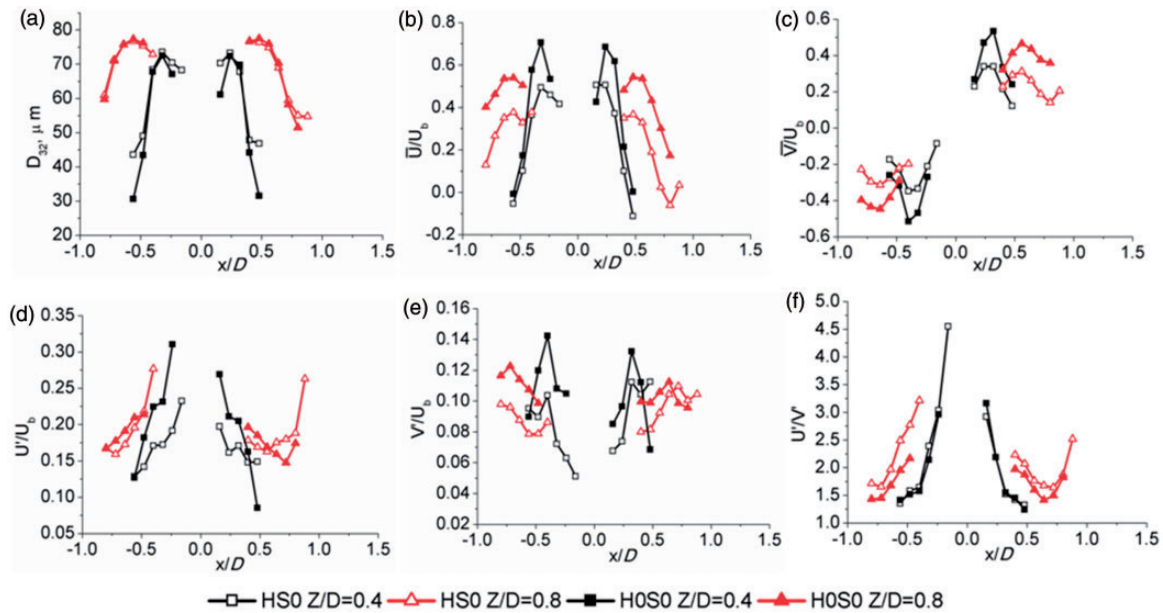 (a)
80
70
60
50
40
30
20
D32, μm
-1.0 -0.5 0.0 0.5 1.0 1.5
x/D
(b)
0.8
0.6
0.4
0.2
0.0
-0.2
U̅/Ub
-1.0 -0.5 0.0 0.5 1.0 1.5
x/D
(c)
0.6
0.4
0.2
0.0
-0.2
-0.4
-0.6
V̅/Ub
-1.0 -0.5 0.0 0.5 1.0 1.5
x/D
(d)
0.35
0.30
0.25
0.20
0.15
0.10
0.05
U'/Ub
-1.0 -0.5 0.0 0.5 1.0 1.5
x/D
(e)
0.16
0.14
0.12
0.10
0.08
0.06
0.04
0.02
V'/Ub
-1.0 -0.5 0.0 0.5 1.0 1.5
x/D
(f)
5.0
4.5
4.0
3.5
3.0
2.5
2.0
1.5
1.0
U'/V'
-1.0 -0.5 0.0 0.5 1.0 1.5
x/D
HS0 Z/D=0.4 HS0 Z/D=0.8 H0S0 Z/D=0.4 H0S0 Z/D=0.8